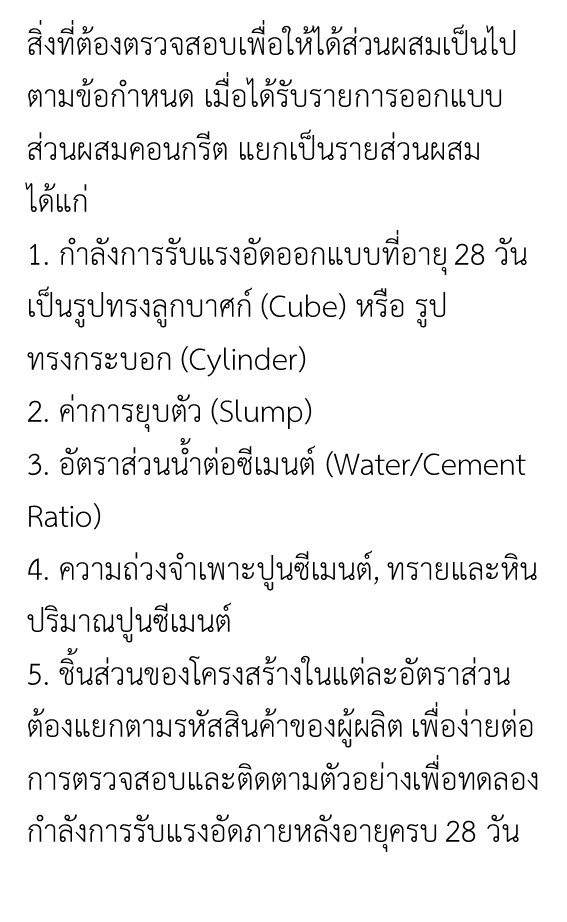 สิ่งที่ต้องตรวจสอบเพื่อให้ได้ส่วนผสมเป็นไป
ตามข้อกำหนด เมื่อได้รับรายการออกแบบ
ส่วนผสมคอนกรีต แยกเป็นรายส่วนผสม
ได้แก่
1. กำลังการรับแรงอัดออกแบบที่อายุ 28 วัน
เป็นรูปทรงลูกบาศก์ (Cube) หรือ รูป
ทรงกระบอก (Cylinder)
2. ค่าการยุบตัว (Slump)
3. อัตราส่วนน้ำต่อซีเมนต์ (Water/Cement
Ratio)
4. ความถ่วงจำเพาะปูนซีเมนต์, ทรายและหิน
ปริมาณปูนซีเมนต์
5. ชิ้นส่วนของโครงสร้างในแต่ละอัตราส่วน
ต้องแยกตามรหัสสินค้าของผู้ผลิต เพื่อง่ายต่อ
การตรวจสอบและติดตามตัวอย่างเพื่อทดลอง
กำลังการรับแรงอัดภายหลังอายุครบ 28 วัน